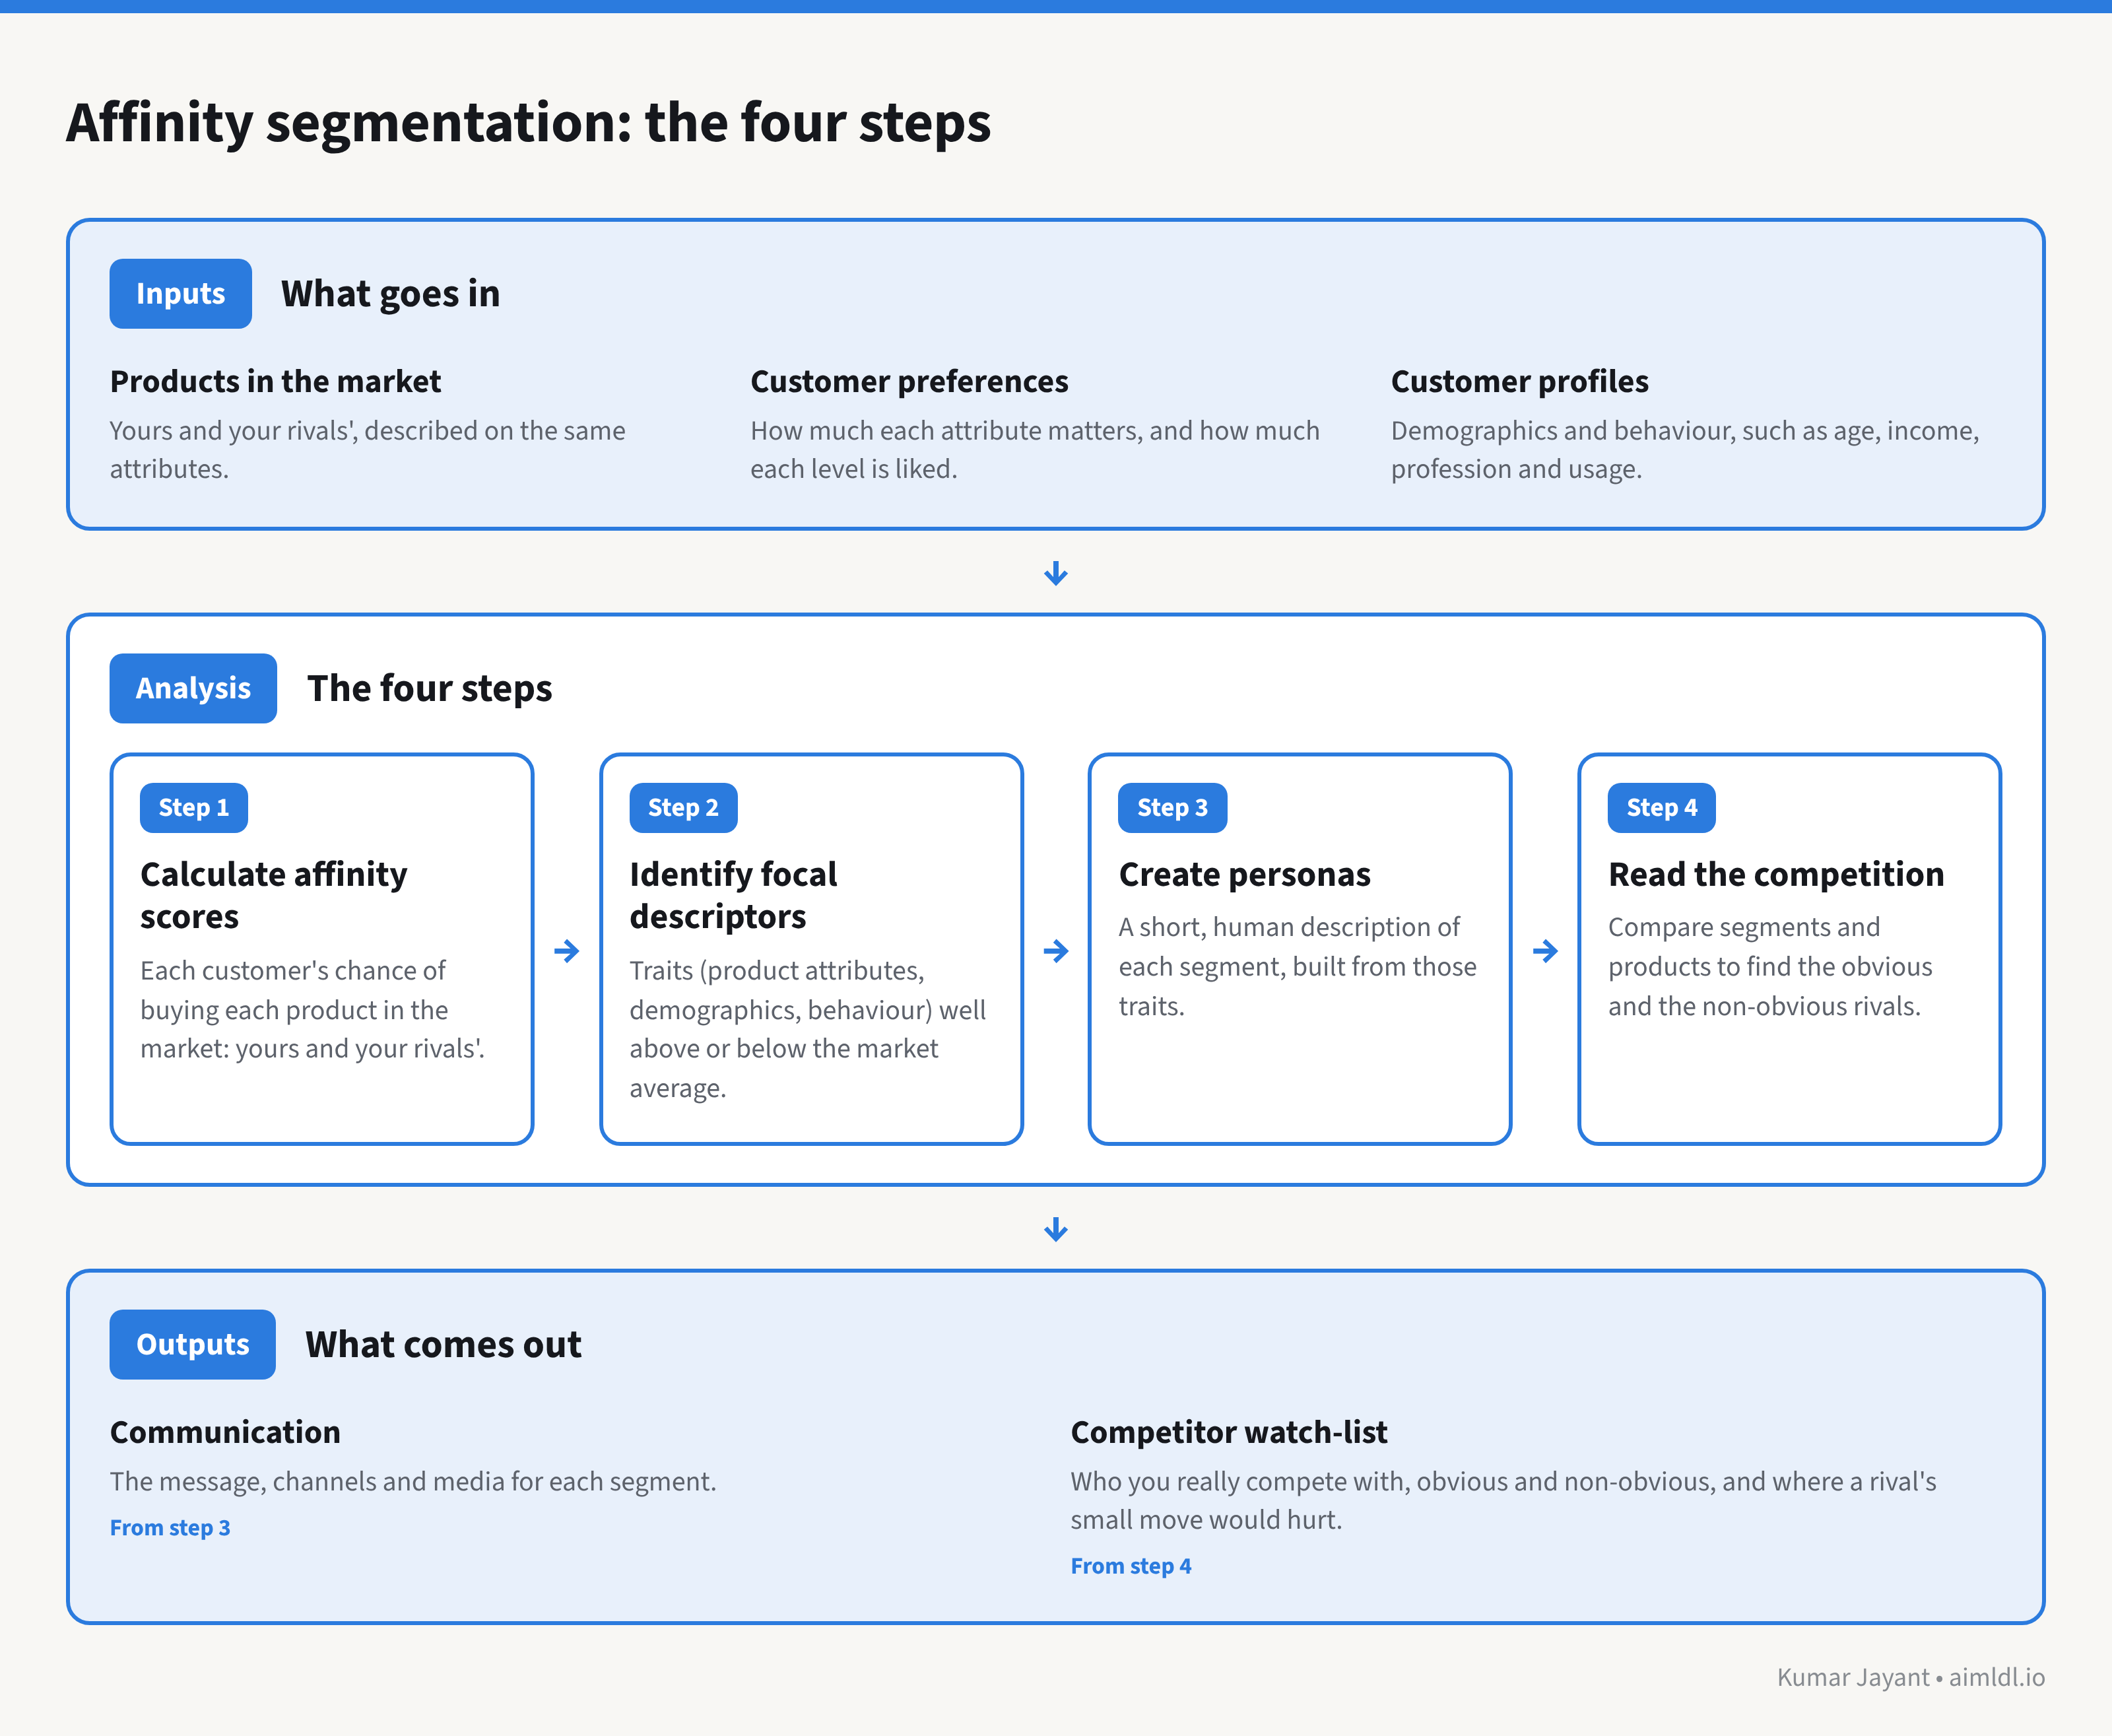 Affinity segmentation: the four steps
Inputs
What goes in
Products in the market
Yours and your rivals', described on the same
attributes.
Customer preferences
How much each attribute matters, and how much
each level is liked.
Customer profiles
Demographics and behaviour, such as age, income,
profession and usage.
Analysis
The four steps
Step 1
Calculate affinity
scores
Each customer's chance of
buying each product in the
market: yours and your rivals'.
Step 2
Identify focal
descriptors
Traits (product attributes,
demographics, behaviour) well
above or below the market
average.
Step 3
Create personas
A short, human description of
each segment, built from those
traits.
Step 4
Read the competition
Compare segments and
products to find the obvious
and the non-obvious rivals.
Outputs
What comes out
Communication
The message, channels and media for each segment.
From step 3
Competitor watch-list
Who you really compete with, obvious and non-obvious, and where a rival's
small move would hurt.
From step 4
Kumar Jayant • aimldl.io